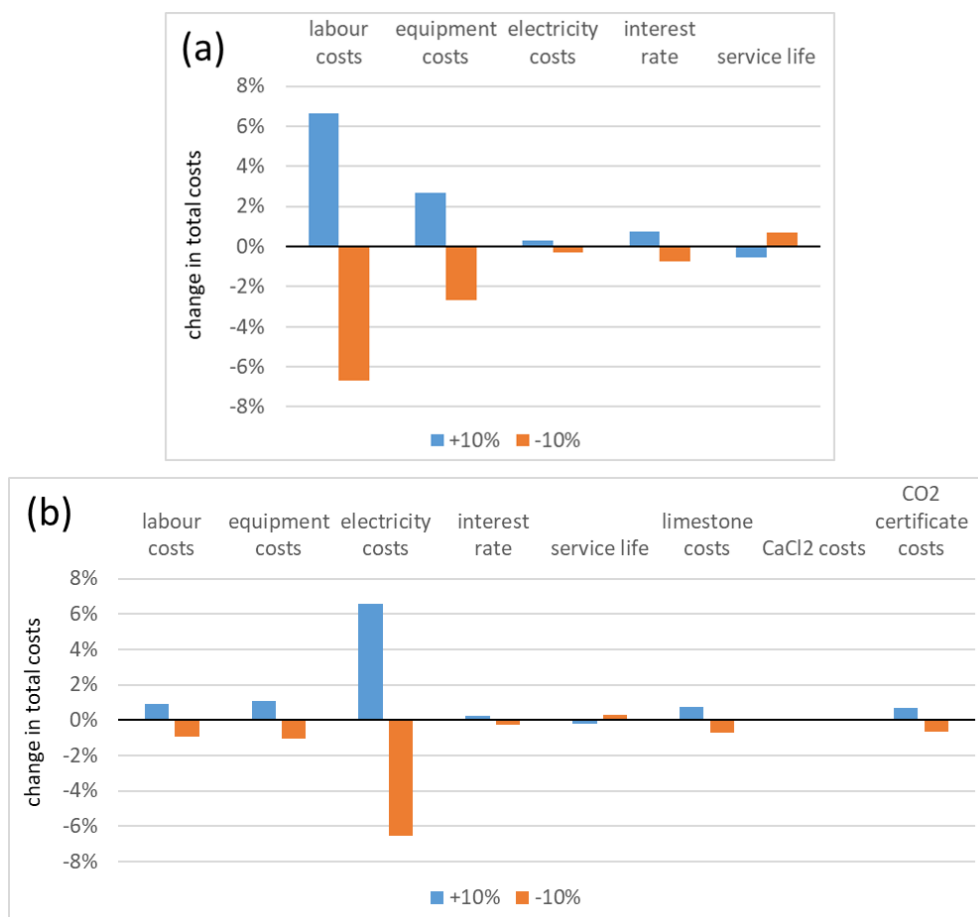 (a)
labour costs
equipment costs
electricity costs
interest rate
service life
change in total costs
8%
6%
4%
2%
0%
-2%
-4%
-6%
-8%
+10% -10%
(b)
labour costs
equipment costs
electricity costs
interest rate
service life
limestone costs
CaCl2 costs
CO2 certificate costs
change in total costs
8%
6%
4%
2%
0%
-2%
-4%
-6%
-8%
+10% -10%